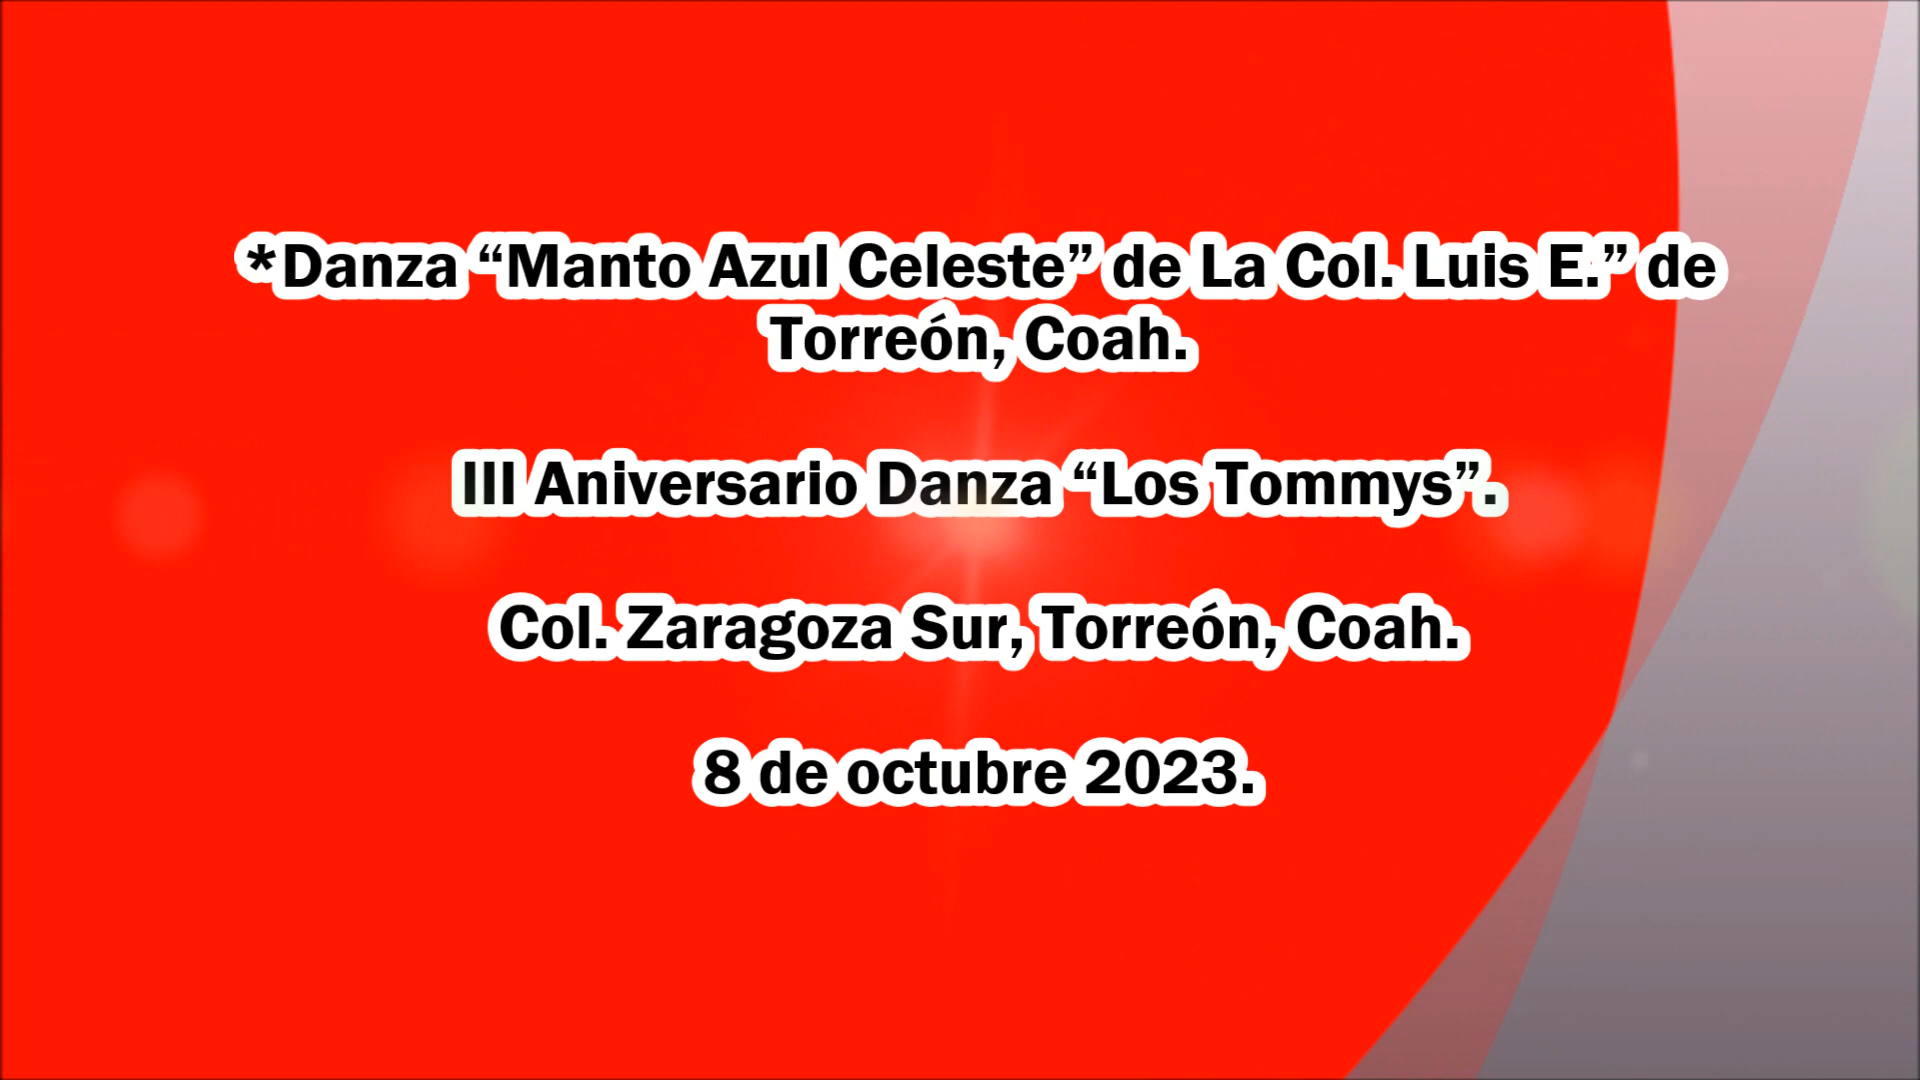 *Danza “Manto Azul Celeste” de La Col. Luis E.” de
Torreón, Coah.
III Aniversario Danza “Los Tommys”.
Col. Zaragoza Sur, Torreón, Coah.
8 de octubre 2023.